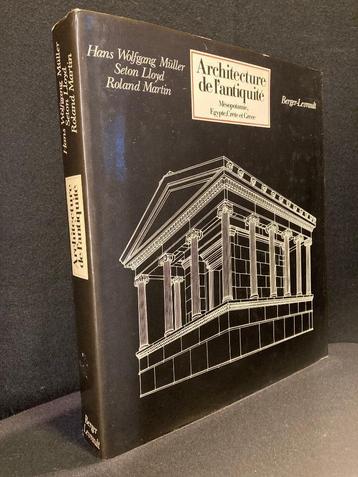 Hans Wolfgang Müller
Seton Lloyd
Roland Martin
Architecture
de l'antiquité
Mésopotamie,
Egypte, Crète et Grèce
Berger-Levrault
Hans Wolfgang Müller
Seton Lloyd
Roland Martin
Architecture
de l'antiquité
Berger
Levrault